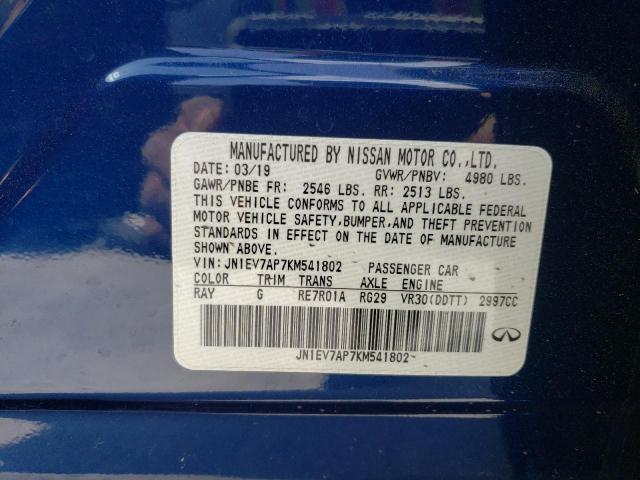 MANUFACTURED BY NISSAN MOTOR CO.,LTD.
DATE: 03/19 GVWR/PNBV: 4980 LBS.
GAWR/PNBE FR: 2546 LBS. RR: 2513 LBS.
THIS VEHICLE CONFORMS TO ALL APPLICABLE FEDERAL
MOTOR VEHICLE SAFETY,BUMPER,AND THEFT PREVENTION
STANDARDS IN EFFECT ON THE DATE OF MANUFACTURE
SHOWN ABOVE.
VIN:JN1EV7AP7KM541802 PASSENGER CAR
COLOR TRIM TRANS AXLE ENGINE
RAY G RE7R01A RG29 VR30(DDTT) 2997CC
JN1EV7AP7KM541802